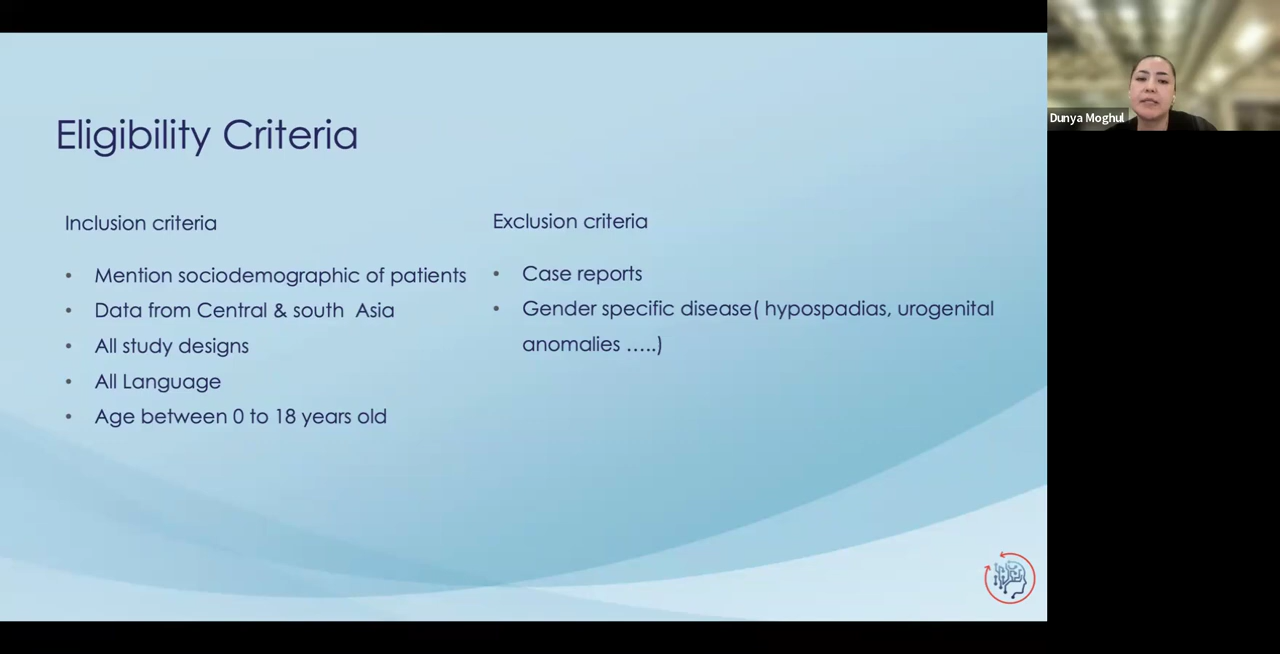 Eligibility Criteria
Inclusion criteria
• Mention sociodemographic of patients
• Data from Central & south Asia
• All study designs
• All Language
• Age between 0 to 18 years old
Exclusion criteria
• Case reports
• Gender specific disease( hypospadias, urogenital
anomalies .....)
Dunya Moghul